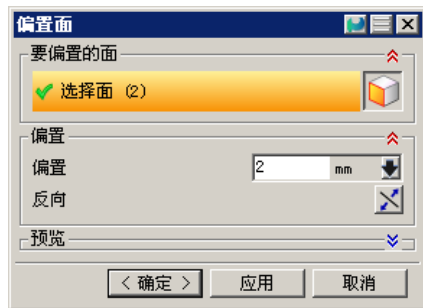 偏置面
要偏置的面
选择面 (2)
偏置
偏置 2 mm
反向
预览
< 确定 > 应用 取消